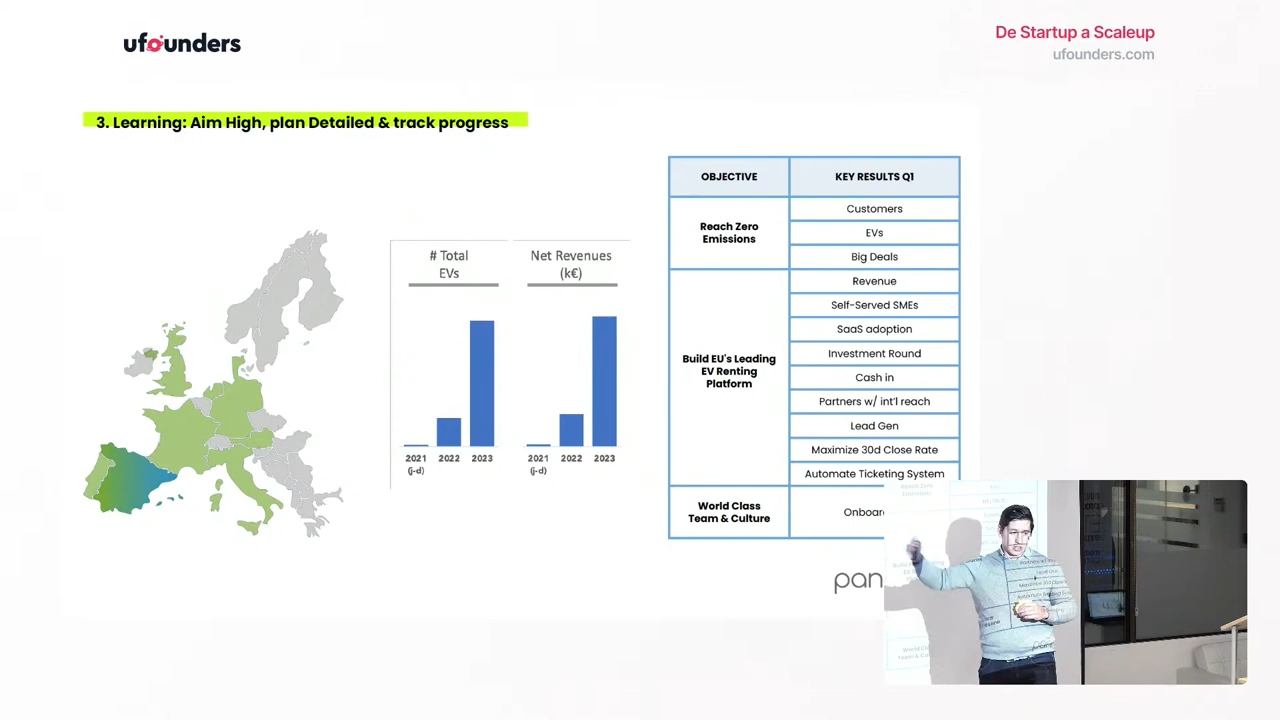 ufounders
De Startup a Scaleup
ufounders.com
3. Learning: Aim High, plan Detailed & track progress
# Total
EVs
2021
(j-d)
2022
2023
Net Revenues
(k€)
2021
(j-d)
2022
2023
OBJECTIVE
KEY RESULTS Q1
Reach Zero
Emissions
Customers
EVs
Big Deals
Build EU's Leading
EV Renting
Platform
Revenue
Self-Served SMEs
SaaS adoption
Investment Round
Cash in
Partners w/ int'l reach
Lead Gen
Maximize 30d Close Rate
Automate Ticketing System
World Class
Team & Culture